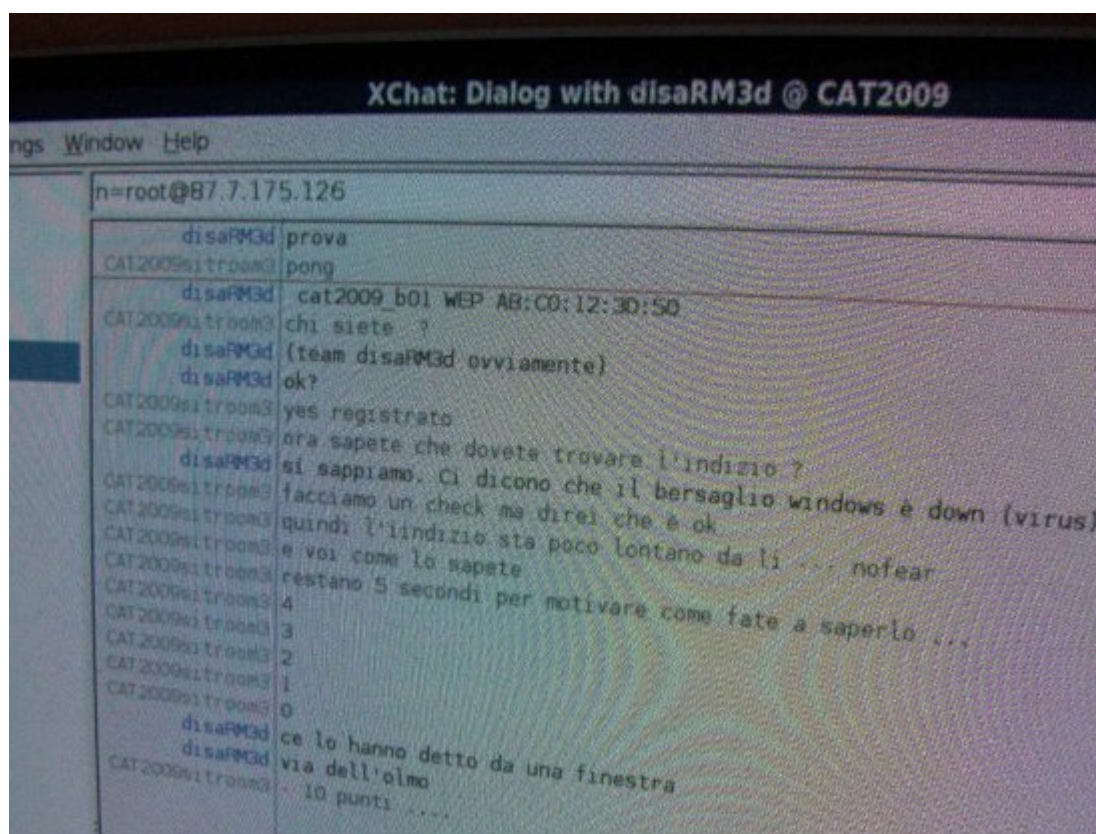 XChat: Dialog with disaRM3d @ CAT2009
ngs Window Help
n=root@87.7.175.126
disaRM3d prova
CAT2009sitroom3 pong
disaRM3d cat2009_b01 WEP AB:C0:12:3D:50
CAT2009sitroom3 chi siete ?
disaRM3d (team disaRM3d ovviamente)
disaRM3d ok?
CAT2009sitroom3 yes registrato
CAT2009sitroom3 ora sapete che dovete trovare l'indizio ?
disaRM3d si sappiamo. Ci dicono che il bersaglio windows è down (virus)
CAT2009sitroom3 facciamo un check ma direi che è ok
CAT2009sitroom3 quindi l'iindizio sta poco lontano da li ... nofear
CAT2009sitroom3 e voi come lo sapete
CAT2009sitroom3 restano 5 secondi per motivare come fate a saperlo ...
CAT2009sitroom3 4
CAT2009sitroom3 3
CAT2009sitroom3 2
CAT2009sitroom3 1
CAT2009sitroom3 0
disaRM3d ce lo hanno detto da una finestra
disaRM3d via dell'olmo
CAT2009sitroom3 - 10 punti ....